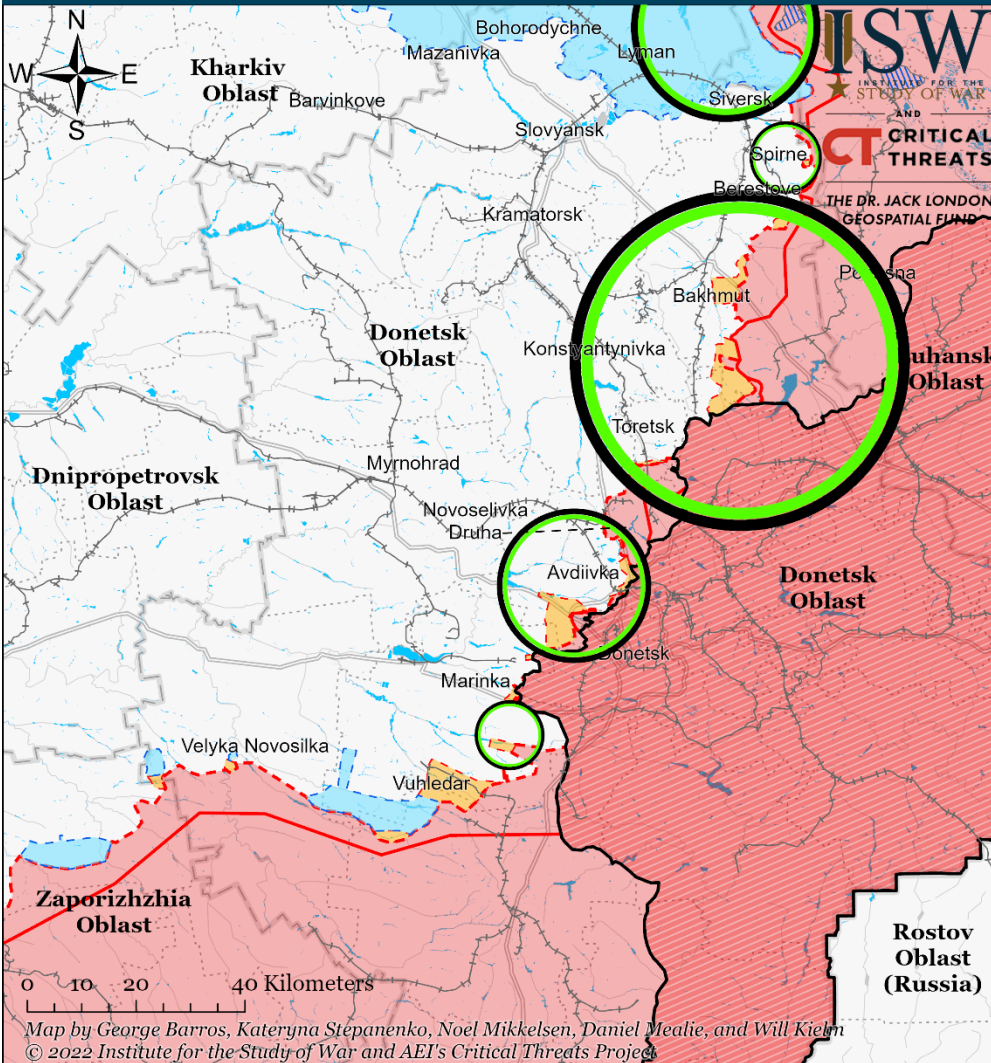 N
W E
S
ISW
INSTITUTE FOR THE
STUDY OF WAR
AND
CT CRITICAL
THREATS
THE DR. JACK LONDON
GEOSPATIAL FUND
Bohorodychne
Mazanivka
Lyman
Kharkiv
Oblast
Barvinkove
Siversk
Slovyansk
Spirne
Berestove
Kramatorsk
Bakhmut
Donetsk
Oblast
Konstyantynivka
Luhansk
Oblast
Toretsk
Myrnohrad
Dnipropetrovsk
Oblast
Novoselivka
Druha
Avdiivka
Donetsk
Oblast
Donetsk
Marinka
Velyka Novosilka
Vuhledar
Zaporizhzhia
Oblast
Rostov
Oblast
(Russia)
0 10 20 40 Kilometers
Map by George Barros, Kateryna Stepanenko, Noel Mikkelsen, Daniel Mealie, and Will Kielm
© 2022 Institute for the Study of War and AEI's Critical Threats Project